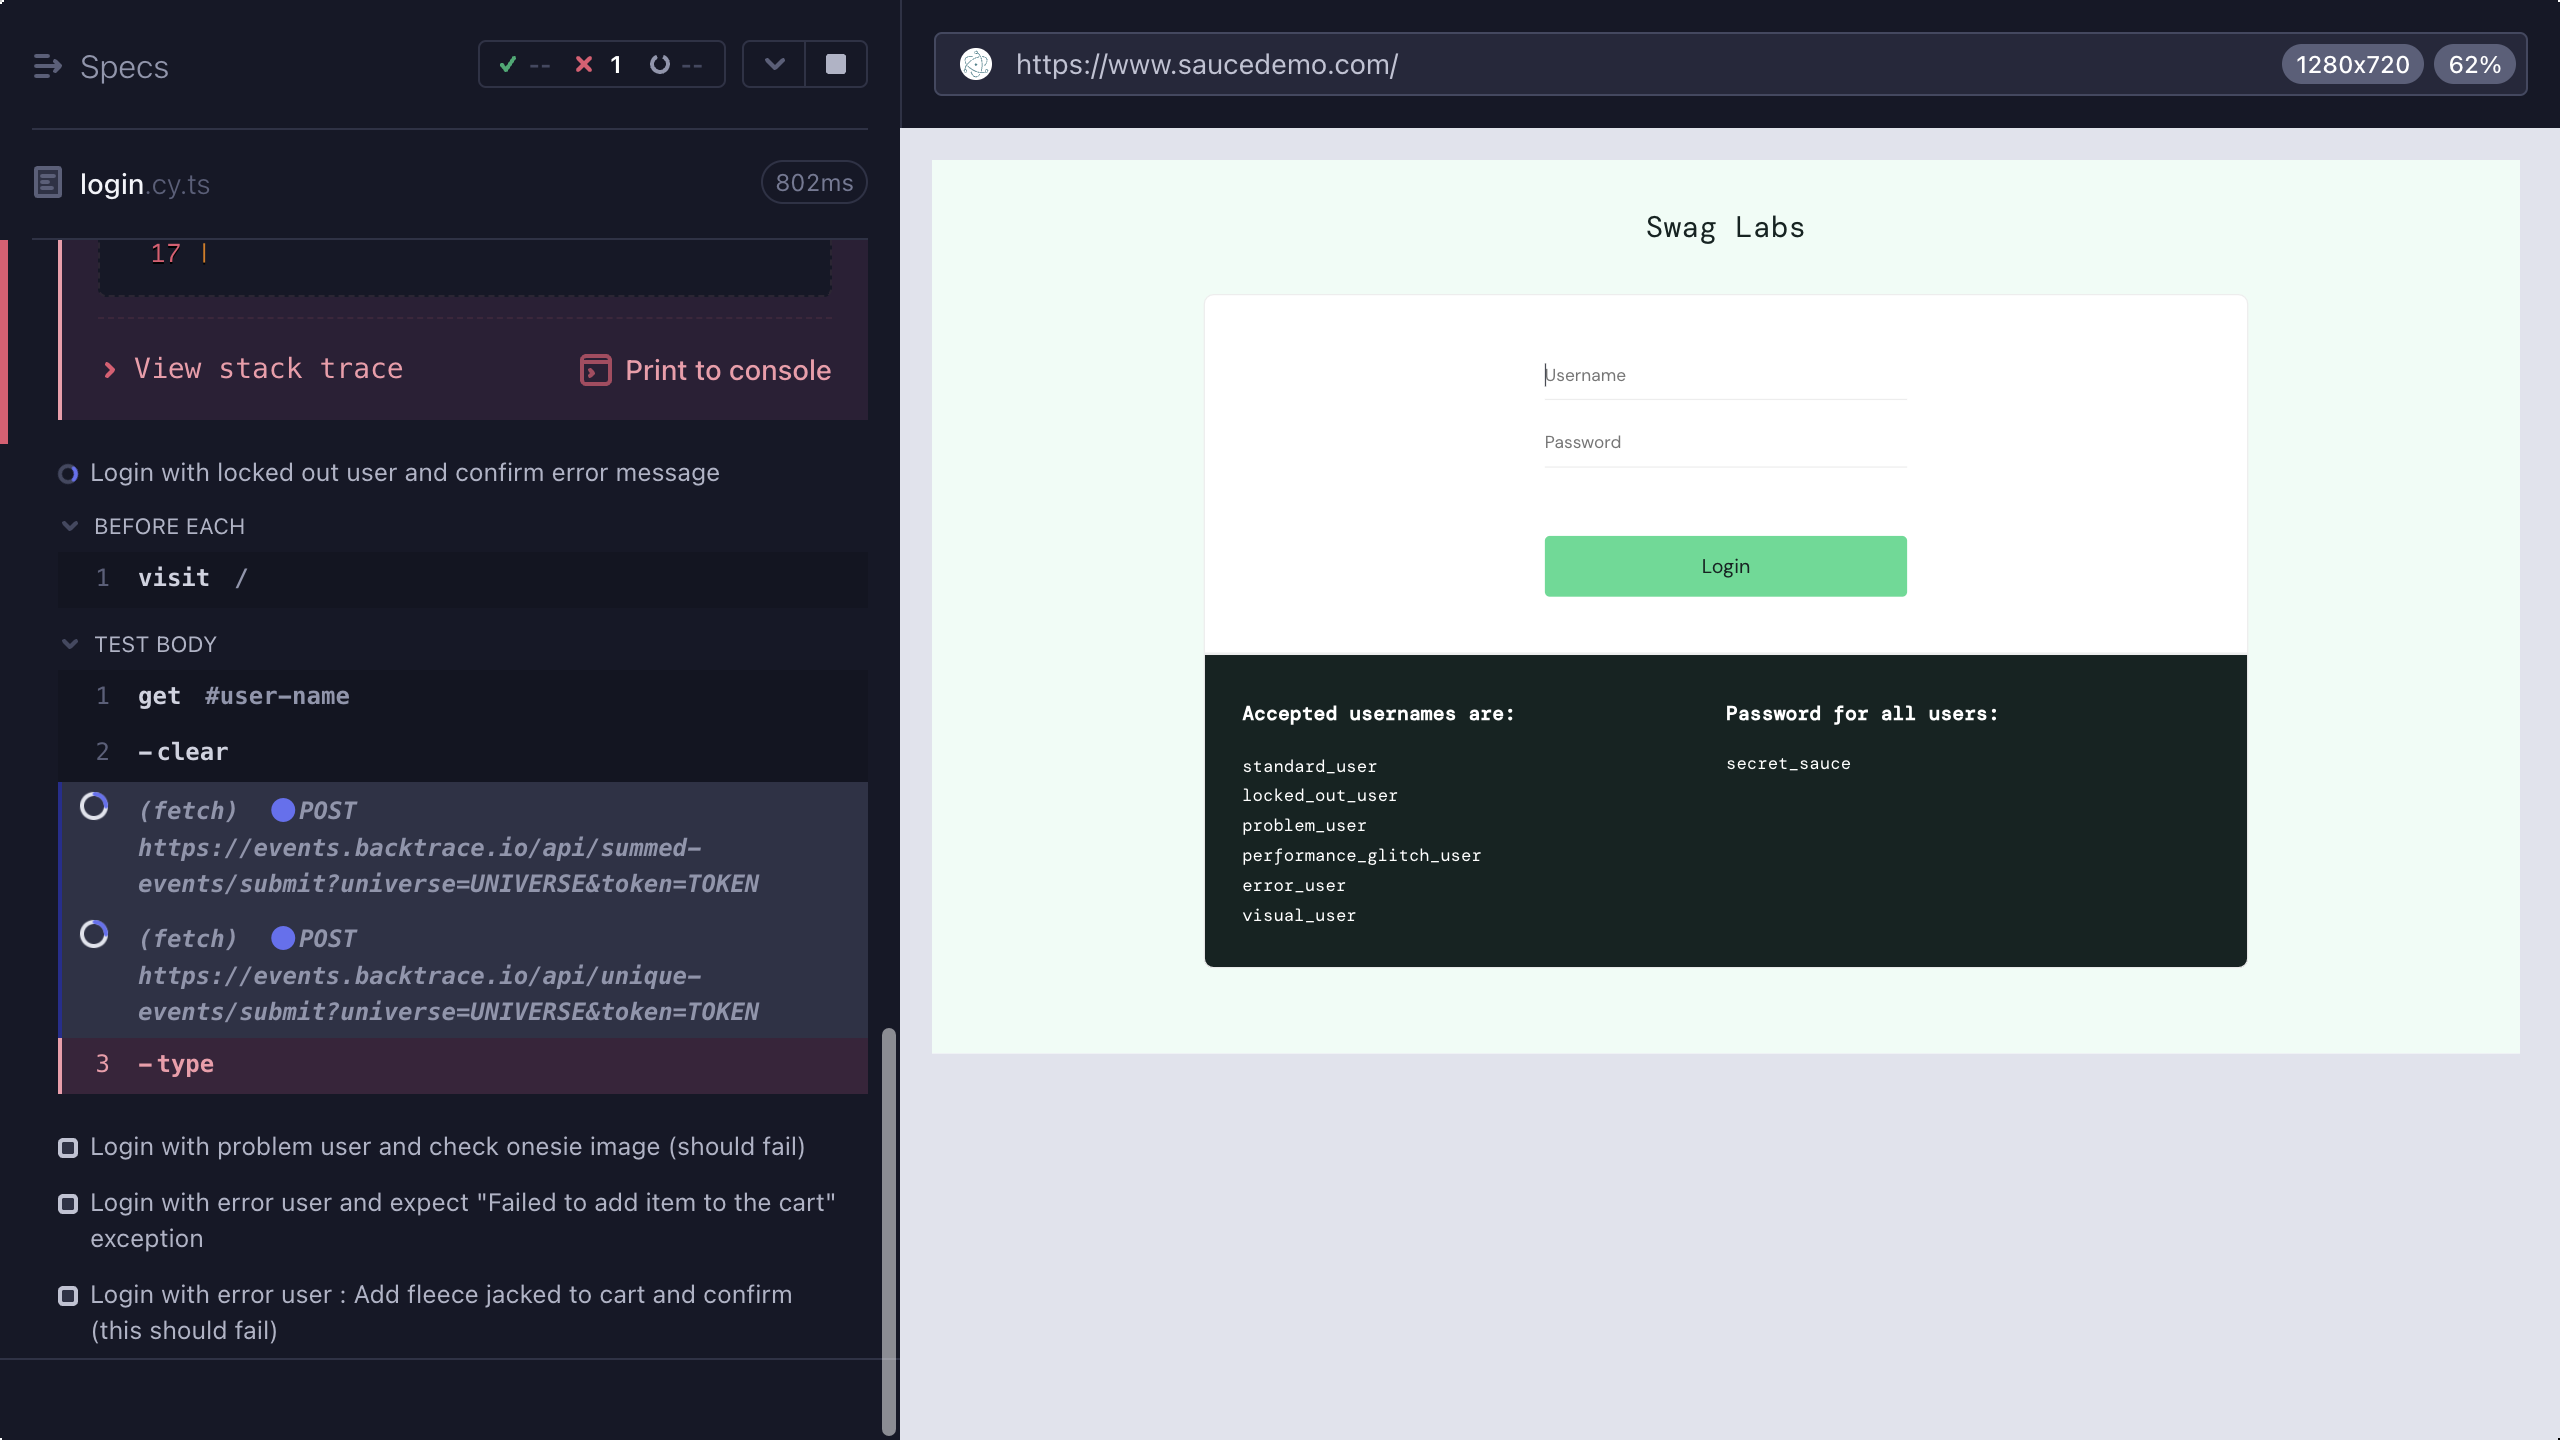 Specs
-- 1 --
https://www.saucedemo.com/
1280x720
62%
login.cy.ts
802ms
17 |
View stack trace
Print to console
Login with locked out user and confirm error message
BEFORE EACH
1 visit /
TEST BODY
1 get #user-name
2 -clear
(fetch) POST
https://events.backtrace.io/api/summed-
events/submit?universe=UNIVERSE&token=TOKEN
(fetch) POST
https://events.backtrace.io/api/unique-
events/submit?universe=UNIVERSE&token=TOKEN
3 -type
Login with problem user and check onesie image (should fail)
Login with error user and expect "Failed to add item to the cart"
exception
Login with error user : Add fleece jacked to cart and confirm
(this should fail)
Swag Labs
Username
Password
Login
Accepted usernames are:
standard_user
locked_out_user
problem_user
performance_glitch_user
error_user
visual_user
Password for all users:
secret_sauce